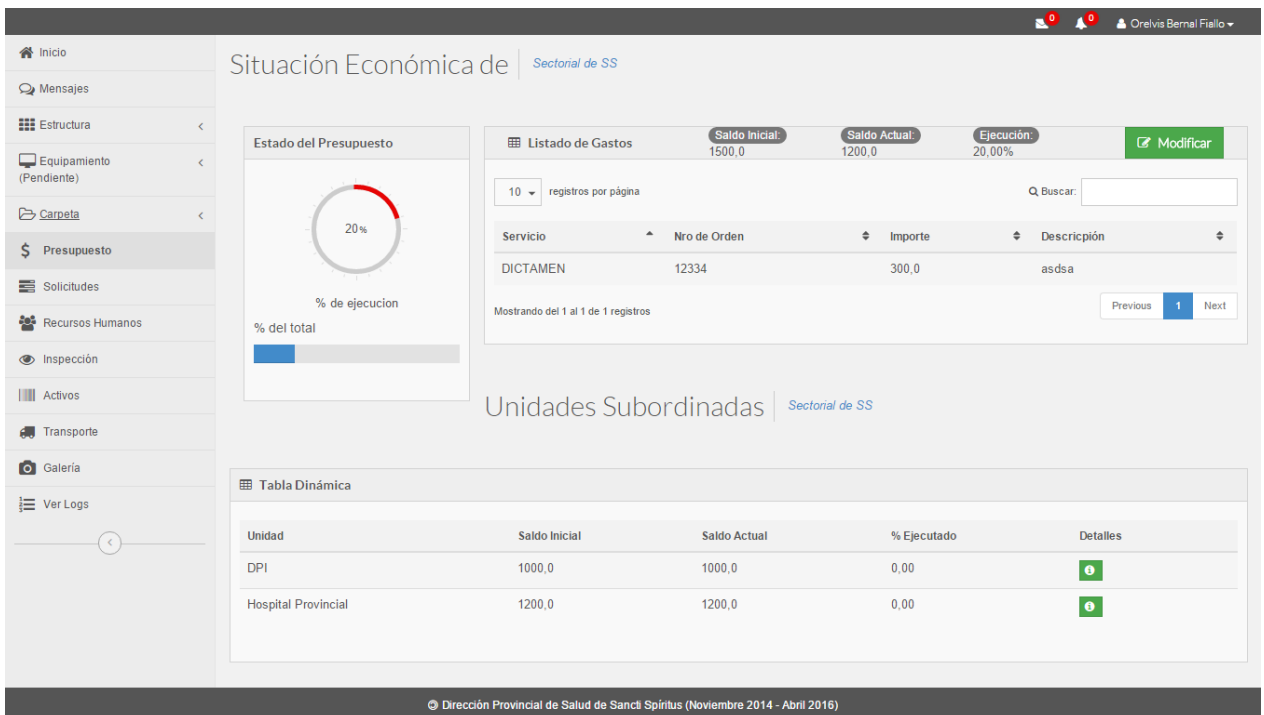 0 0 Orelvis Bernal Fiallo
Inicio
Mensajes
Estructura
Equipamiento
(Pendiente)
Carpeta
Presupuesto
Solicitudes
Recursos Humanos
Inspección
Activos
Transporte
Galería
Ver Logs
Situación Económica de Sectorial de SS
Estado del Presupuesto
20%
% de ejecucion
% del total
Listado de Gastos
Saldo Inicial: Saldo Actual: Ejecución:
1500,0 1200,0 20,00%
Modificar
10 registros por página
Buscar:
Servicio Nro de Orden Importe Descricpión
DICTAMEN 12334 300,0 asdsa
Mostrando del 1 al 1 de 1 registros
Previous 1 Next
Unidades Subordinadas Sectorial de SS
Tabla Dinámica
Unidad Saldo Inicial Saldo Actual % Ejecutado Detalles
DPI 1000,0 1000,0 0,00
Hospital Provincial 1200,0 1200,0 0,00
Dirección Provincial de Salud de Sancti Spíritus (Noviembre 2014 - Abril 2016)